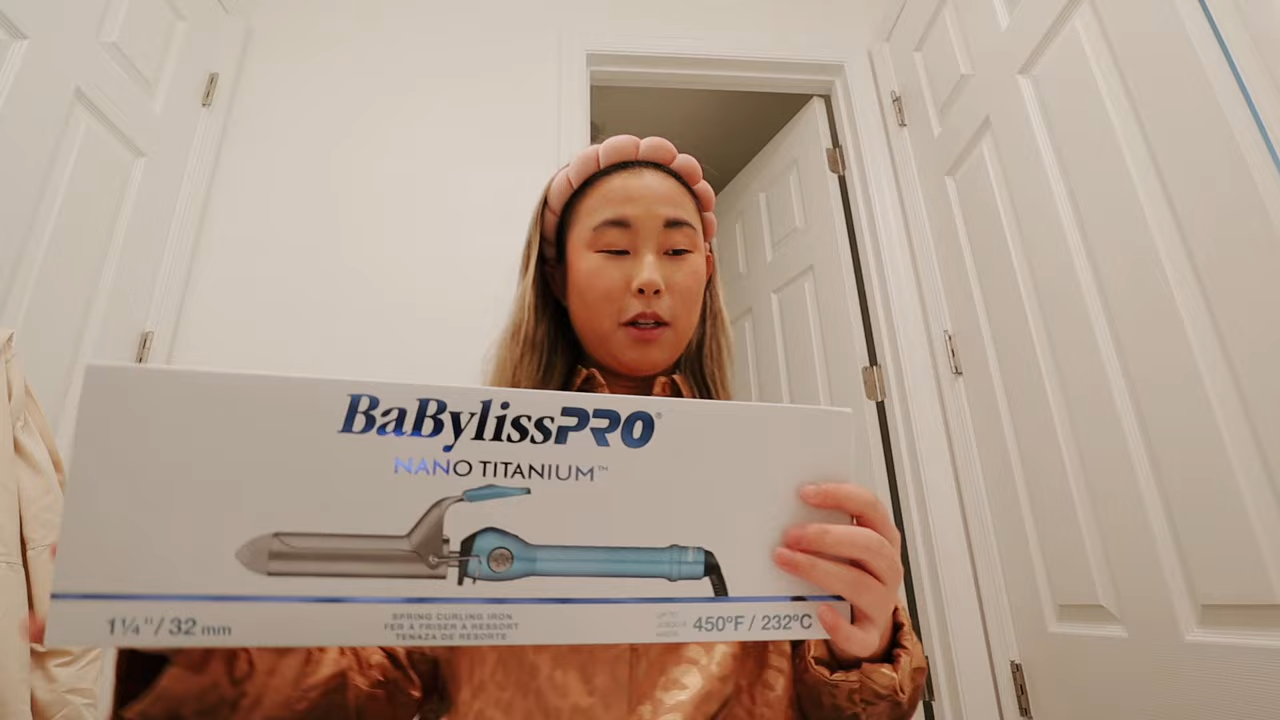 BaBylissPRO®
NANO TITANIUM™
1¼"/32 mm
SPRING CURLING IRON
FER À FRISER À RESSORT
TENAZA DE RESORTE
450°F / 232°C